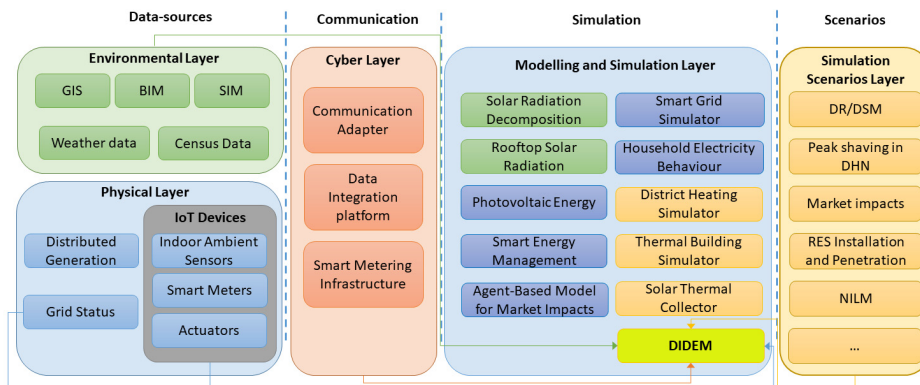 Data-sources
Communication
Simulation
Scenarios
Environmental Layer
GIS
BIM
SIM
Weather data
Census Data
Physical Layer
IoT Devices
Distributed
Generation
Grid Status
Indoor Ambient
Sensors
Smart Meters
Actuators
Cyber Layer
Communication
Adapter
Data
Integration
platform
Smart Metering
Infrastructure
Modelling and Simulation Layer
Solar Radiation
Decomposition
Smart Grid
Simulator
Rooftop Solar
Radiation
Household Electricity
Behaviour
Photovoltaic Energy
District Heating
Simulator
Smart Energy
Management
Thermal Building
Simulator
Agent-Based Model
for Market Impacts
Solar Thermal
Collector
DIDEM
Simulation
Scenarios Layer
DR/DSM
Peak shaving in
DHN
Market impacts
RES Installation
and Penetration
NILM
...